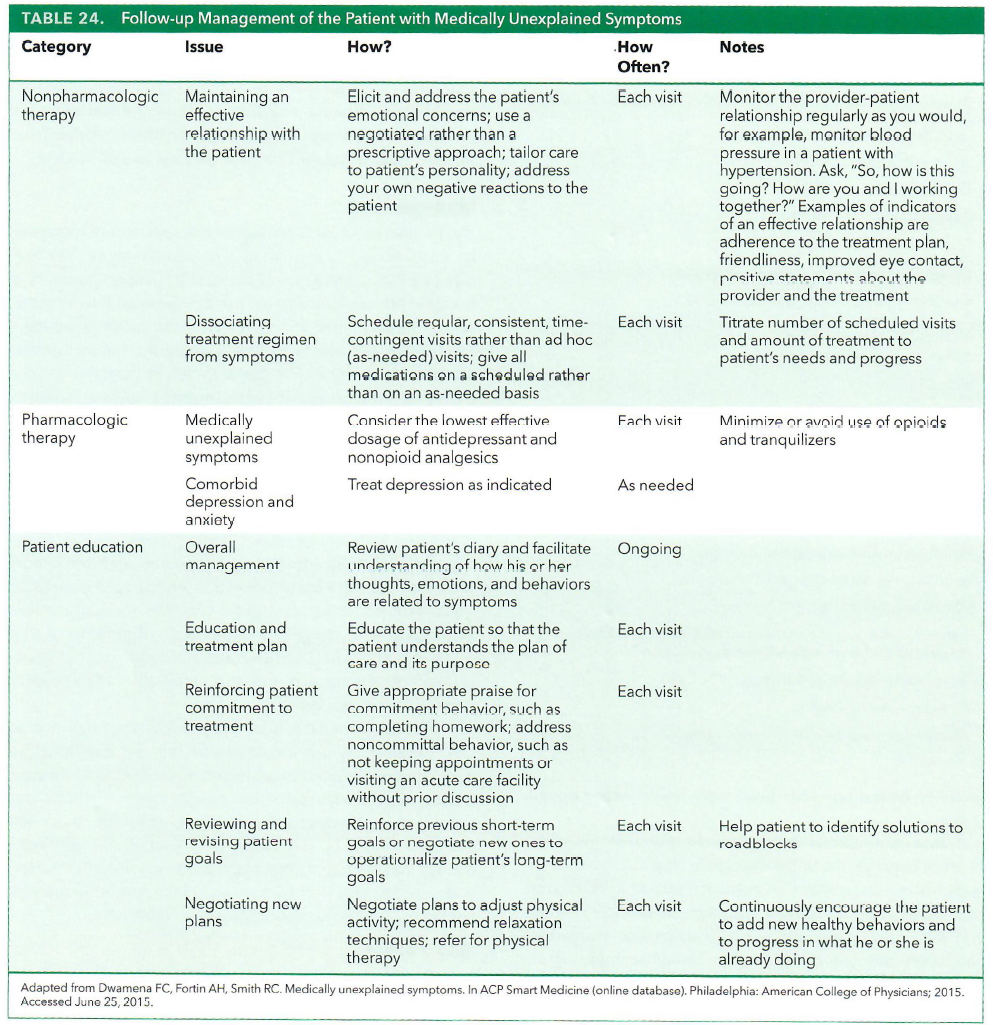 TABLE 24. Follow-up Management of the Patient with Medically Unexplained Symptoms
Category Issue How? How Often? Notes
Nonpharmacologic therapy
Maintaining an
effective
relationship with
the patient
Elicit and address the patient's
emotional concerns; use a
negotiated rather than a
prescriptive approach; tailor care
to patient's personality; address
your own negative reactions to the
patient
Each visit
Monitor the provider-patient
relationship regularly as you would,
for example, monitor blood
pressure in a patient with
hypertension. Ask, "So, how is this
going? How are you and I working
together?" Examples of indicators
of an effective relationship are
adherence to the treatment plan,
friendliness, improved eye contact,
positive statements about the
provider and the treatment
Dissociating
treatment regimen
from symptoms
Schedule regular, consistent, time-
contingent visits rather than ad hoc
(as-needed) visits; give all
medications on a scheduled rather
than on an as-needed basis
Each visit
Titrate number of scheduled visits
and amount of treatment to
patient's needs and progress
Pharmacologic
therapy
Medically
unexplained
symptoms
Consider the lowest effective
dosage of antidepressant and
nonopioid analgesics
Each visit
Minimize or avoid use of opioids
and tranquilizers
Comorbid
depression and
anxiety
Treat depression as indicated
As needed
Patient education
Overall
management
Review patient's diary and facilitate
understanding of how his or her
thoughts, emotions, and behaviors
are related to symptoms
Ongoing
Education and
treatment plan
Educate the patient so that the
patient understands the plan of
care and its purpose
Each visit
Reinforcing patient
commitment to
treatment
Give appropriate praise for
commitment behavior, such as
completing homework; address
noncommittal behavior, such as
not keeping appointments or
visiting an acute care facility
without prior discussion
Each visit
Reviewing and
revising patient
goals
Reinforce previous short-term
goals or negotiate new ones to
operationalize patient's long-term
goals
Each visit
Help patient to identify solutions to
roadblocks
Negotiating new
plans
Negotiate plans to adjust physical
activity; recommend relaxation
techniques; refer for physical
therapy
Each visit
Continuously encourage the patient
to add new healthy behaviors and
to progress in what he or she is
already doing
Adapted from Dwamena FC, Fortin AH, Smith RC. Medically unexplained symptoms. In ACP Smart Medicine (online database). Philadelphia: American College of Physicians; 2015.
Accessed June 25, 2015.